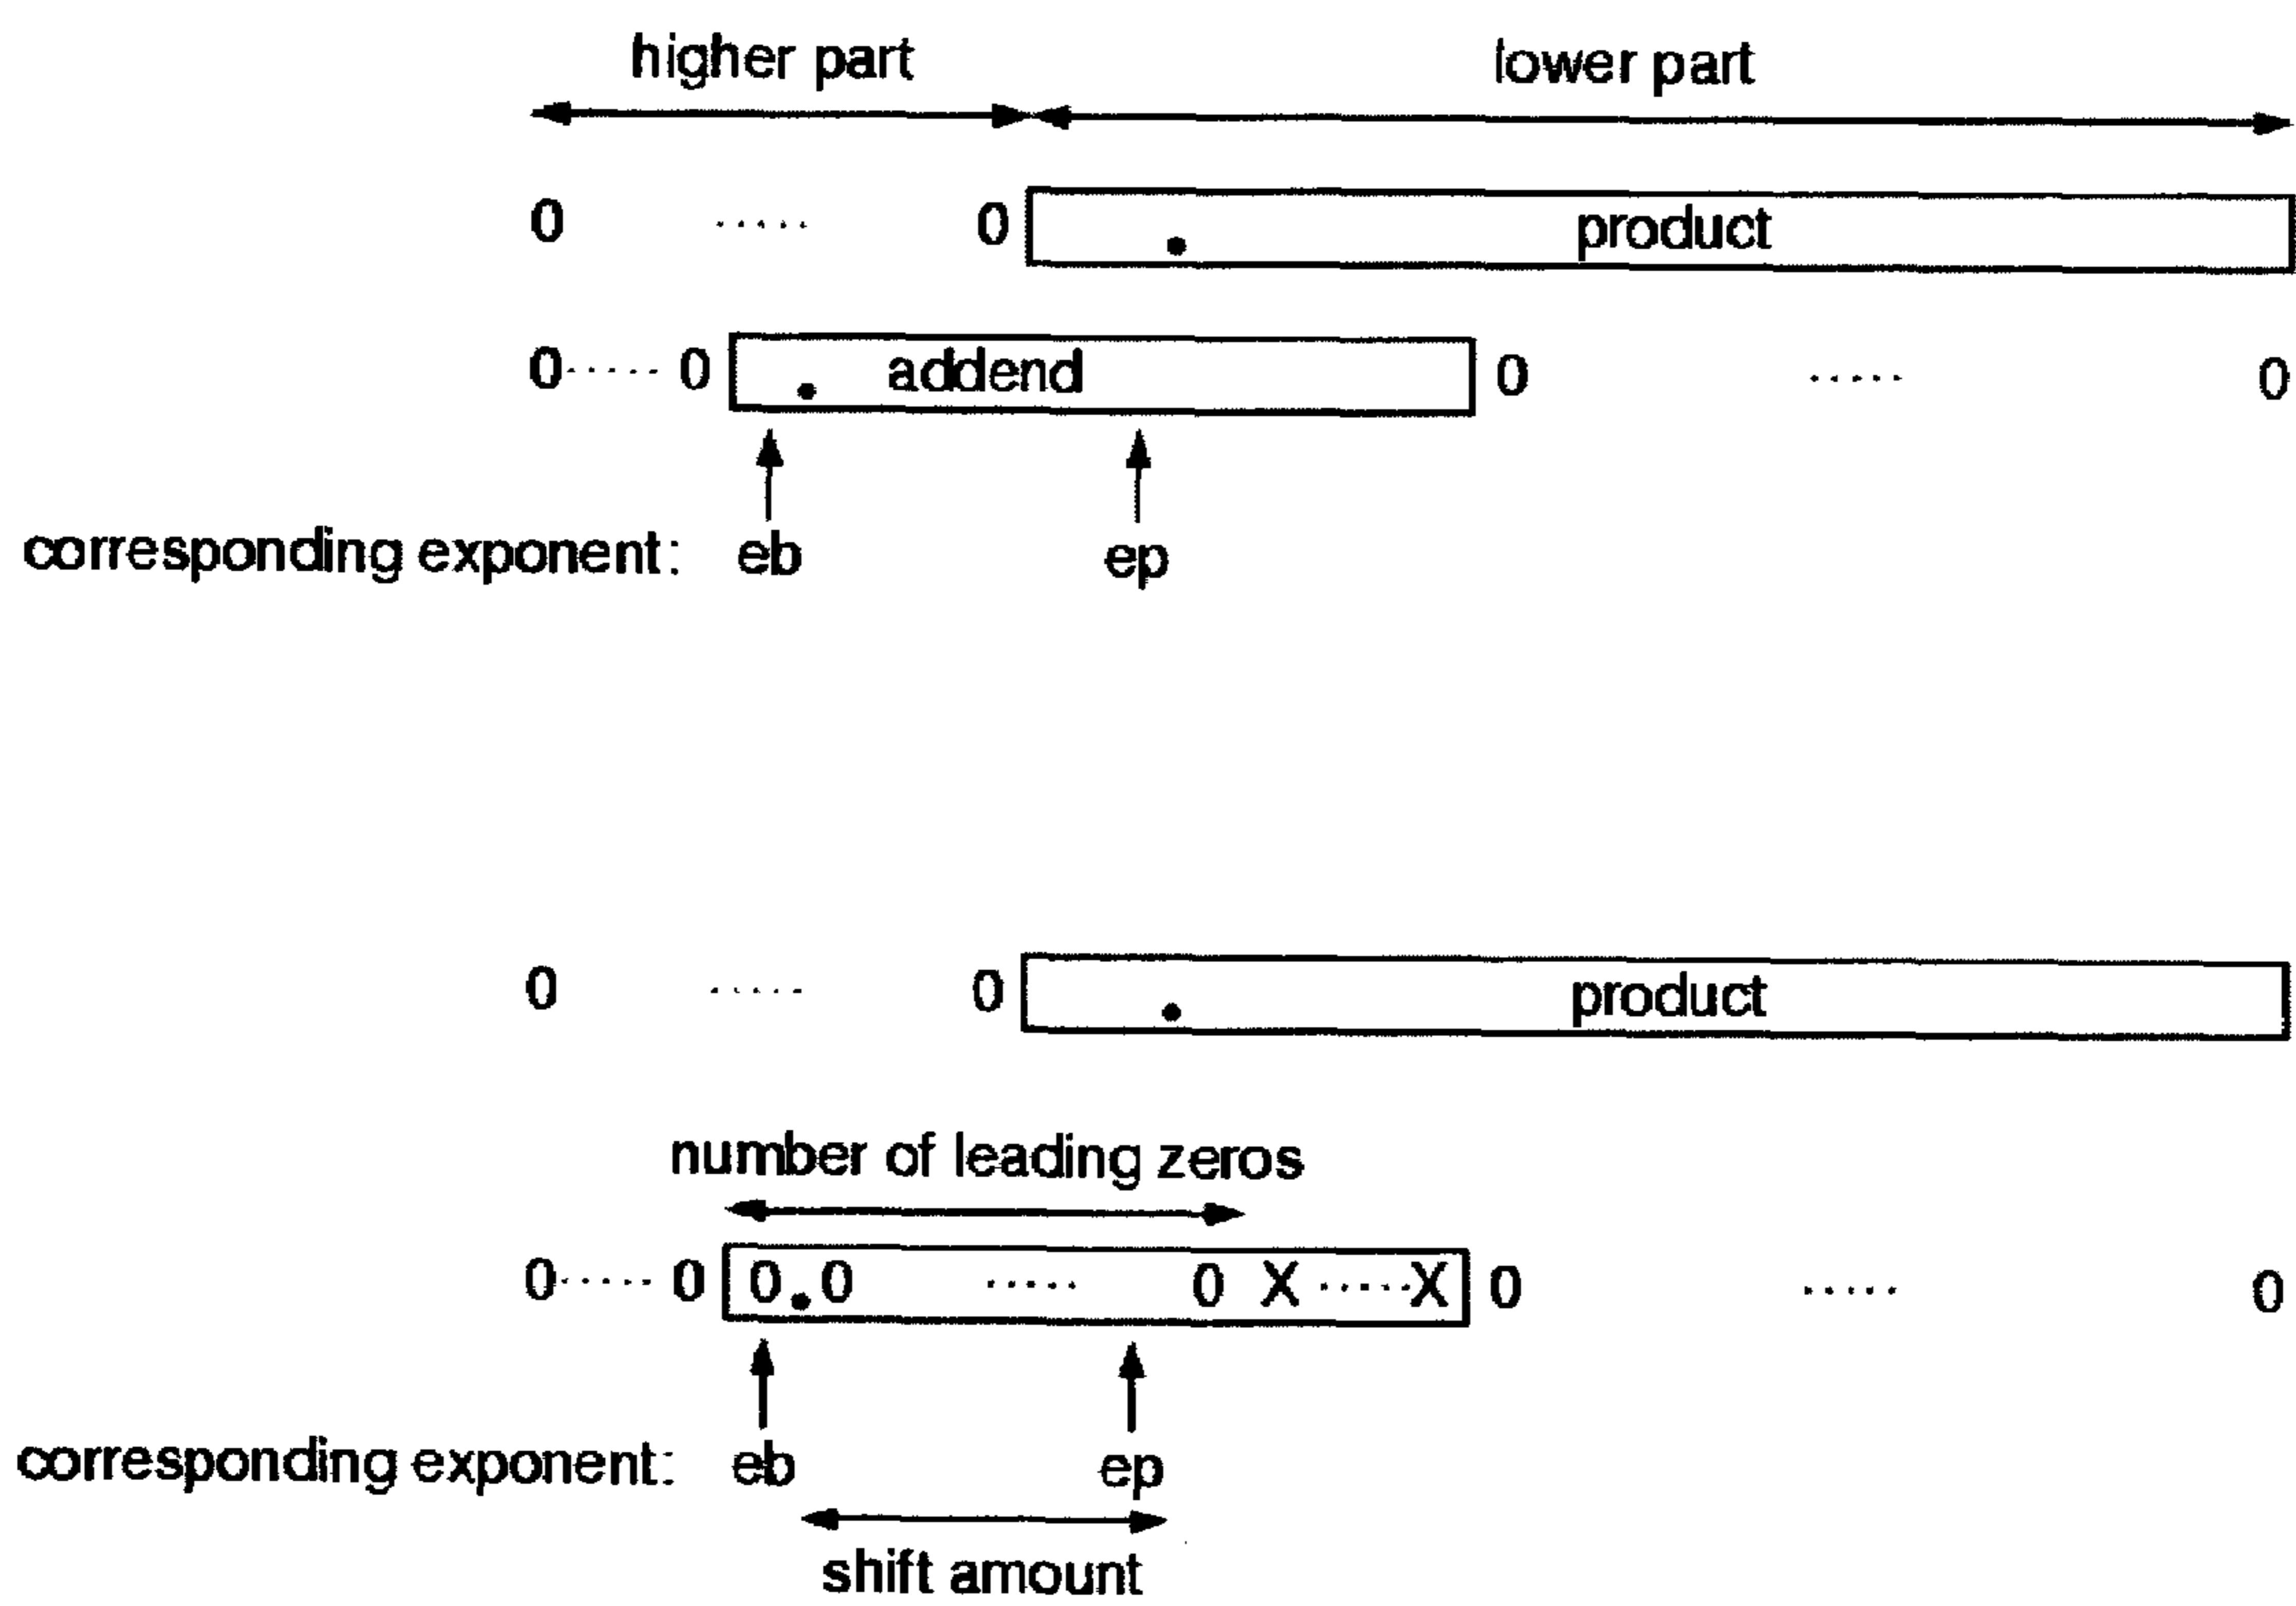 higher part lower part
0 ..... 0 . product
0 ..... 0 . addend 0 ..... 0
corresponding exponent: eb ep
0 ..... 0 . product
number of leading zeros
0 ..... 0 0.0 ..... 0 X ..... X 0 ..... 0
corresponding exponent: eb ep
shift amount